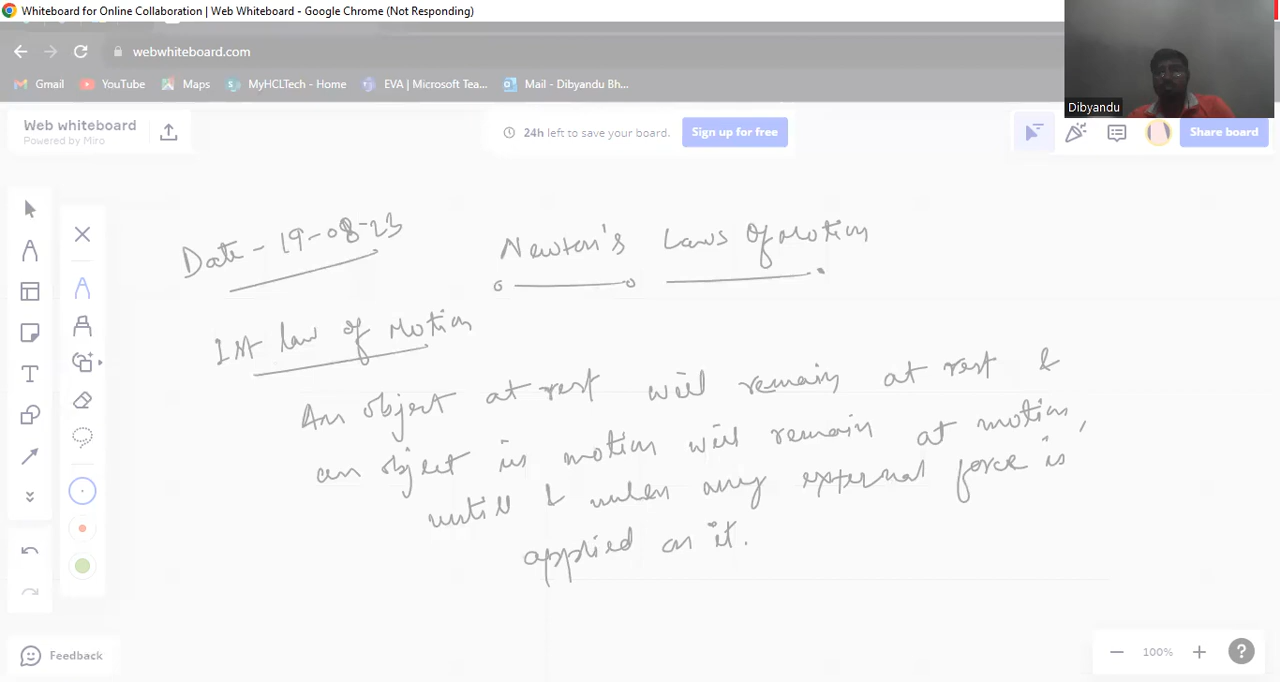 Whiteboard for Online Collaboration | Web Whiteboard - Google Chrome (Not Responding)
webwhiteboard.com
Gmail YouTube Maps MyHCLTech - Home EVA | Microsoft Tea... Mail - Dibyandu Bh...
Dibyandu
Web whiteboard
Powered by Miro
24h left to save your board.
Sign up for free
Share board
Date - 19-08-23
Newton's Laws Of Motion
1st law of Motion
An object at rest will remain at rest &
an object in motion will remain at motion,
untill & unless any external force is
applied on it.
Feedback
100%